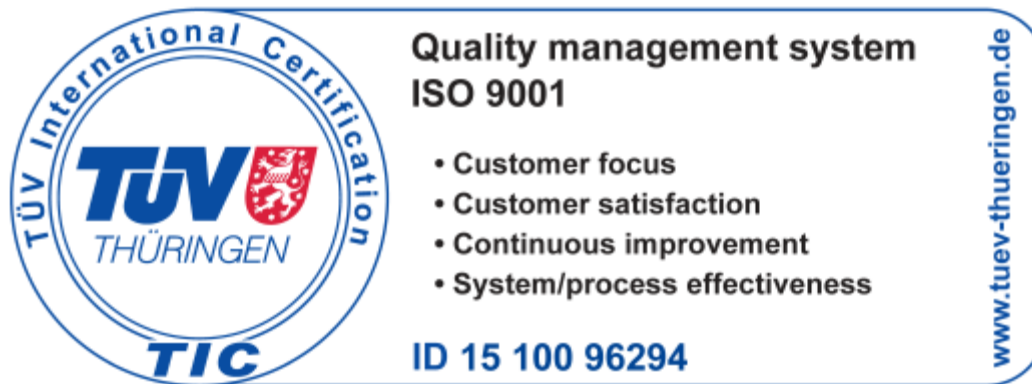 TÜV International Certification
TÜV
THÜRINGEN
TIC
Quality management system
ISO 9001
• Customer focus
• Customer satisfaction
• Continuous improvement
• System/process effectiveness
ID 15 100 96294
www.tuev-thueringen.de